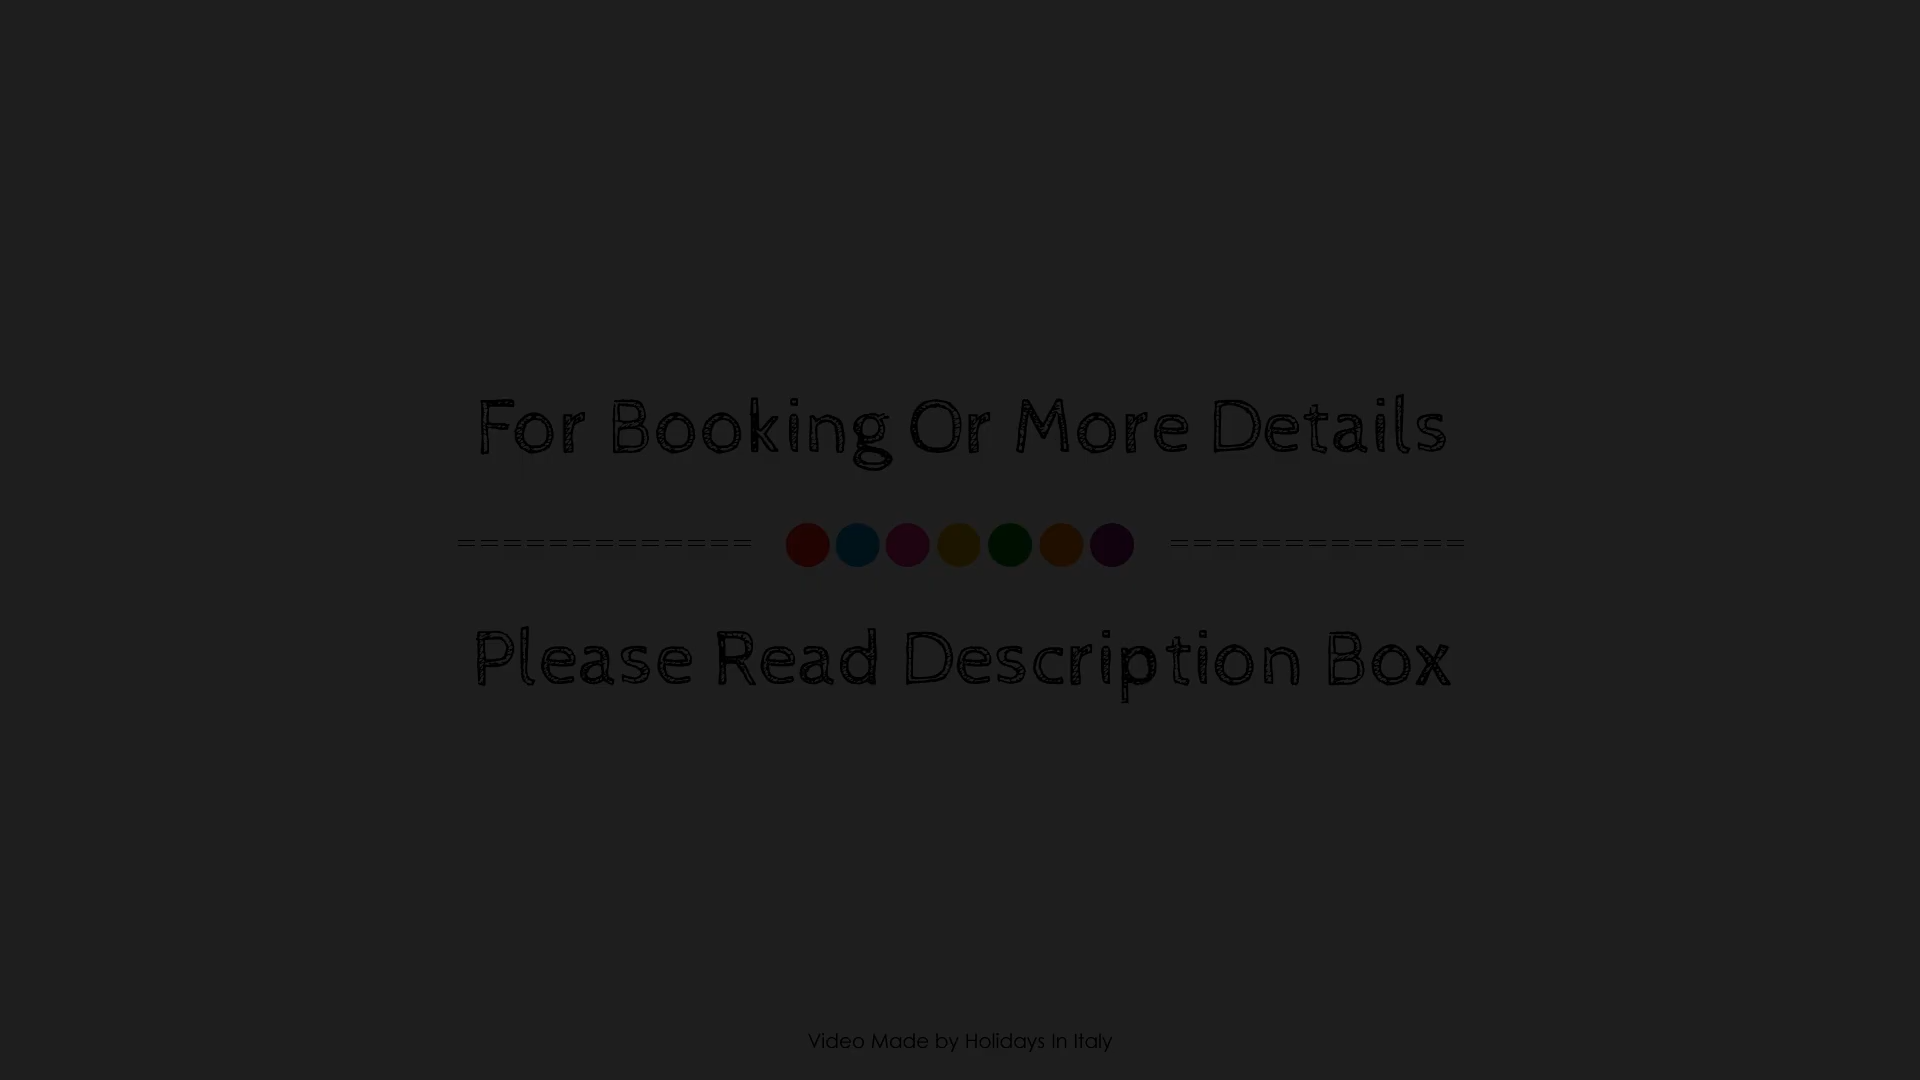 For Booking Or More Details
============= =============
Please Read Description Box
Video Made by Holidays In Italy